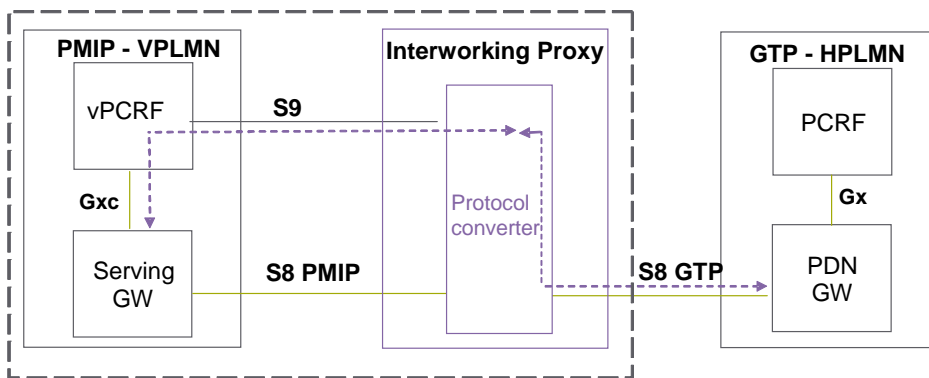 PMIP - VPLMN
Interworking Proxy
GTP - HPLMN
vPCRF
S9
PCRF
Gxc
Protocol
converter
Gx
Serving
GW
S8 PMIP
S8 GTP
PDN
GW